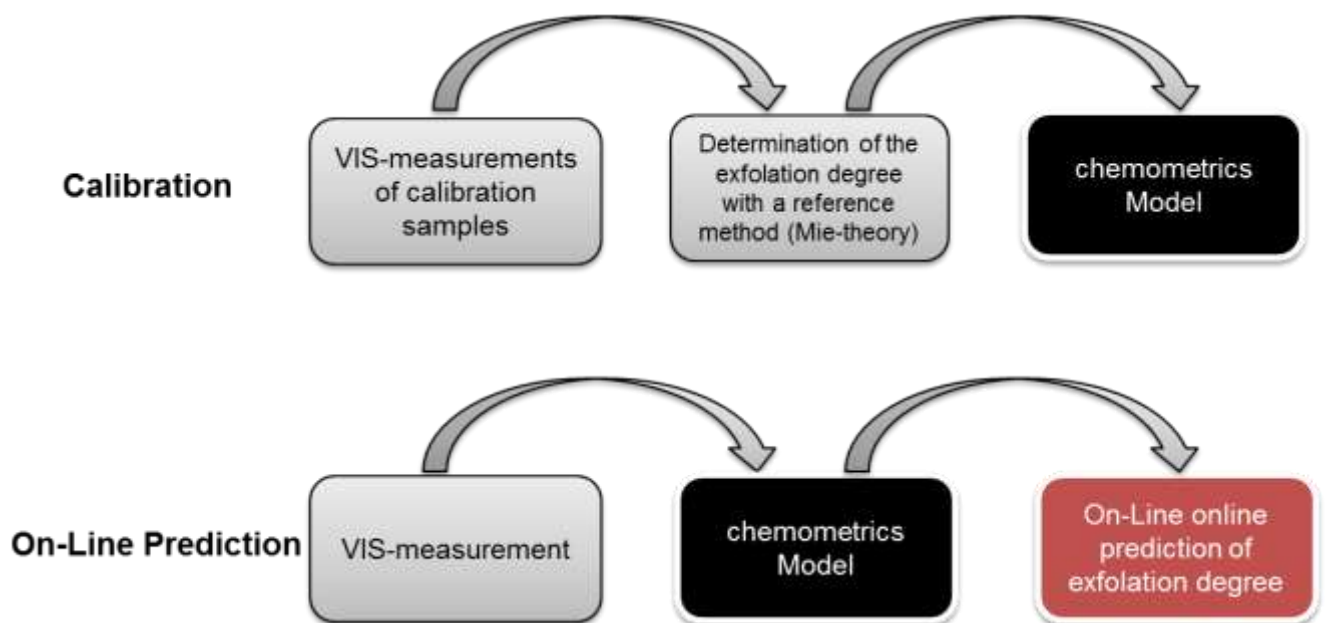 Calibration
VIS-measurements
of calibration
samples
Determination of the
exfolation degree
with a reference
method (Mie-theory)
chemometrics
Model
On-Line Prediction
VIS-measurement
chemometrics
Model
On-Line online
prediction of
exfolation degree